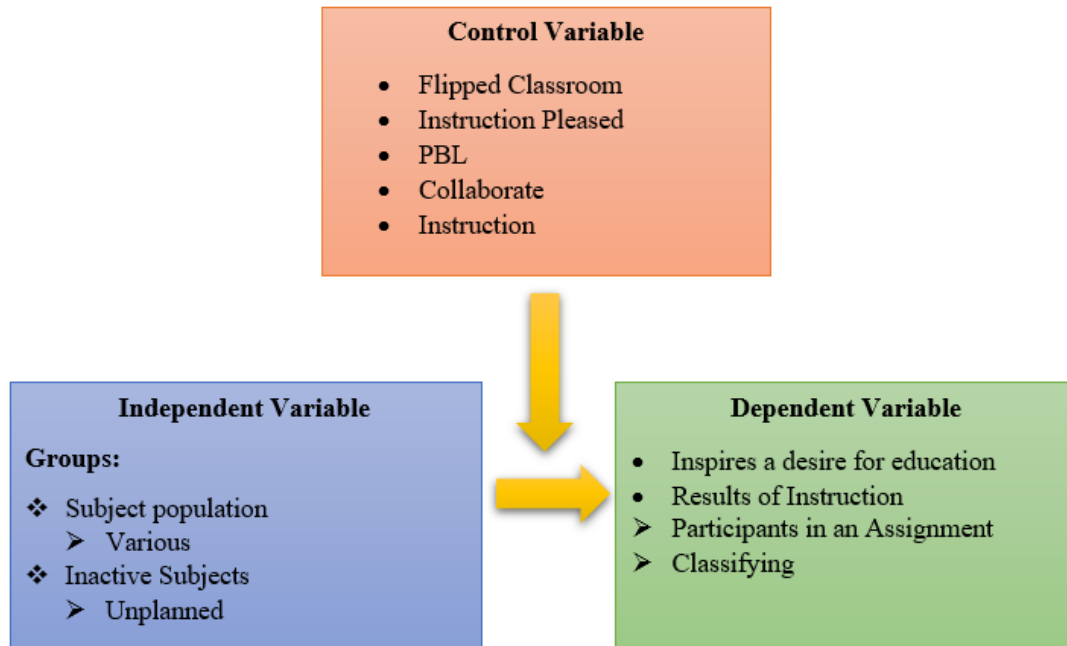 Control Variable
• Flipped Classroom
• Instruction Pleased
• PBL
• Collaborate
• Instruction
Independent Variable
Groups:
❖ Subject population
➢ Various
❖ Inactive Subjects
➢ Unplanned
Dependent Variable
• Inspires a desire for education
• Results of Instruction
➢ Participants in an Assignment
➢ Classifying